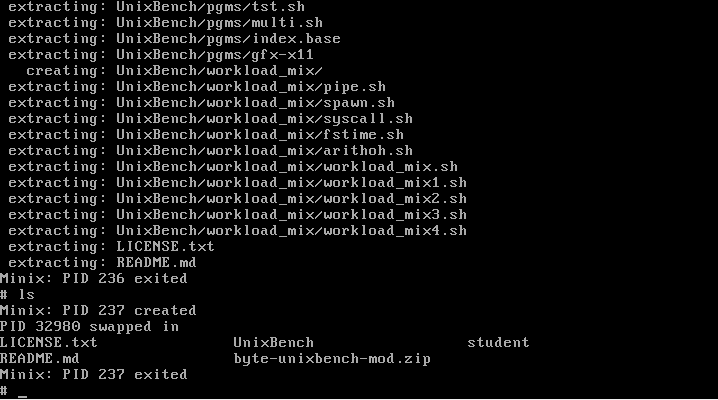 extracting: UnixBench/pgms/tst.sh
extracting: UnixBench/pgms/multi.sh
extracting: UnixBench/pgms/index.base
extracting: UnixBench/pgms/gfx-x11
creating: UnixBench/workload_mix/
extracting: UnixBench/workload_mix/pipe.sh
extracting: UnixBench/workload_mix/spawn.sh
extracting: UnixBench/workload_mix/syscall.sh
extracting: UnixBench/workload_mix/fstime.sh
extracting: UnixBench/workload_mix/arithoh.sh
extracting: UnixBench/workload_mix/workload_mix.sh
extracting: UnixBench/workload_mix/workload_mix1.sh
extracting: UnixBench/workload_mix/workload_mix2.sh
extracting: UnixBench/workload_mix/workload_mix3.sh
extracting: UnixBench/workload_mix/workload_mix4.sh
extracting: LICENSE.txt
extracting: README.md
Minix: PID 236 exited
# ls
Minix: PID 237 created
PID 32980 swapped in
LICENSE.txt UnixBench student
README.md byte-unixbench-mod.zip
Minix: PID 237 exited
# _